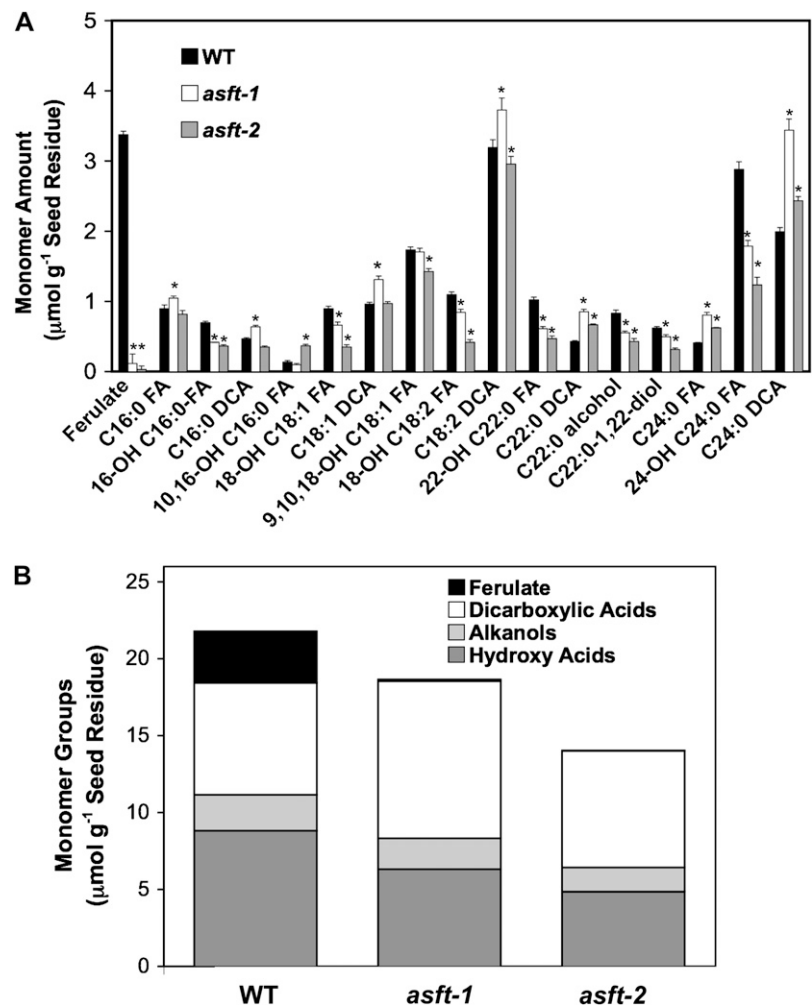 A
5
4
3
2
1
0
Monomer Amount
(μmol g⁻¹ Seed Residue)
WT
asft-1
asft-2
*
* *
* *
*
**
* *
*
*
* *
*
* *
* *
* *
* *
* *
* *
* *
* *
Ferulate
C16:0 FA
16-OH C16:0-FA
C16:0 DCA
10,16-OH C16:0 FA
18-OH C18:1 FA
C18:1 DCA
9,10,18-OH C18:1 FA
18-OH C18:2 FA
C18:2 DCA
22-OH C22:0 FA
C22:0 DCA
C22:0 alcohol
C22:0-1,22-diol
C24:0 FA
24-OH C24:0 FA
C24:0 DCA
B
25
20
15
10
5
0
Monomer Groups
(μmol g⁻¹ Seed Residue)
Ferulate
Dicarboxylic Acids
Alkanols
Hydroxy Acids
WT
asft-1
asft-2